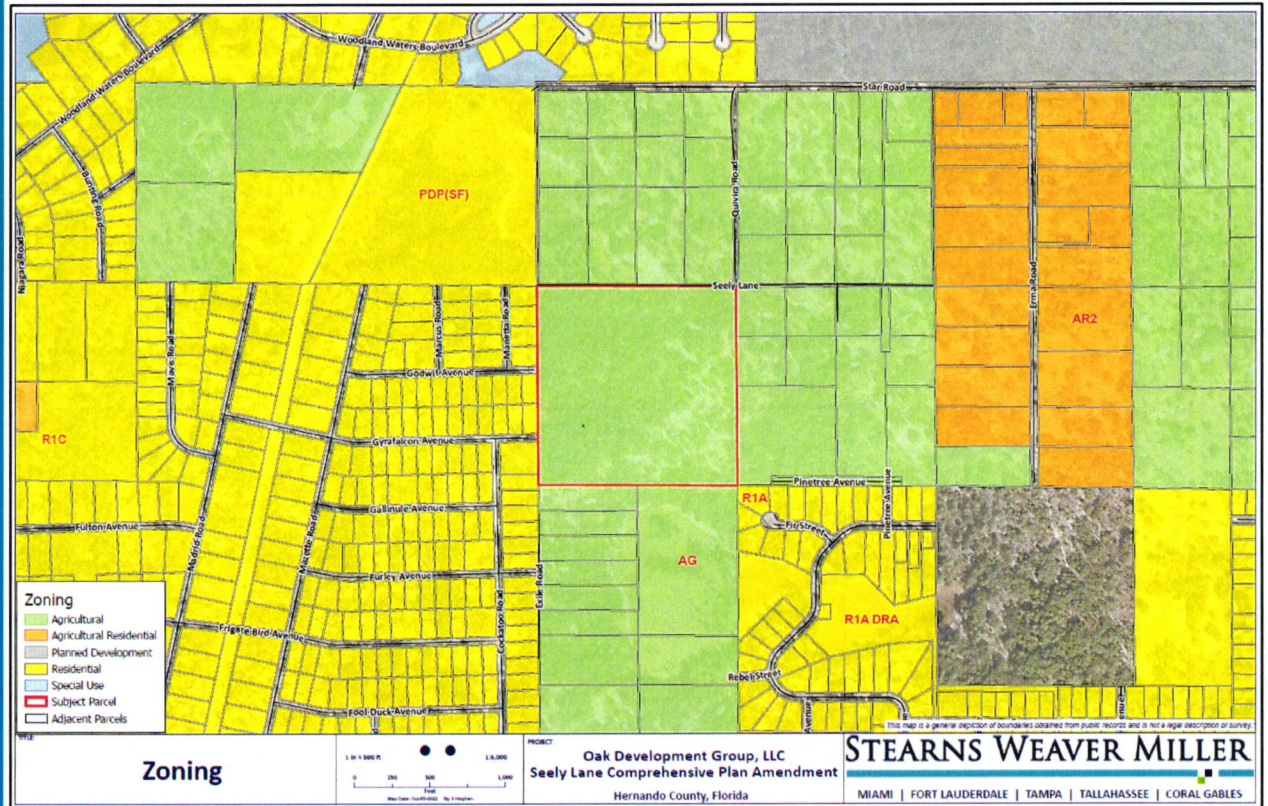 Woodland Waters Boulevard
Woodland Waters Boulevard
Star Road
Bunting Road
PDP(SF)
Quivira Road
Niagara Road
Erma Road
Seely Lane
Mavis Road
Marcus Road
Manetta Road
AR2
Godwit Avenue
R1C
Gyrafalcon Avenue
Pinetree Avenue
R1A
Gallinule Avenue
Fir Street
Pinetree Avenue
Fulton Avenue
Madrid Road
Mazette Road
AG
Furley Avenue
Exile Road
Cockatoo Road
R1A DRA
Frigate Bird Avenue
Rebel Street
Fool Duck Avenue
Avenue
Zoning
Agricultural
Agricultural Residential
Planned Development
Residential
Special Use
Subject Parcel
Adjacent Parcels
This map is a general depiction of boundaries obtained from public records and is not a legal description or survey.
TITLE
Zoning
1 in = 500 ft
1:6,000
0 250 500 1,000
Feet
PROJECT
Oak Development Group, LLC
Seely Lane Comprehensive Plan Amendment
Hernando County, Florida
STEARNS WEAVER MILLER
MIAMI | FORT LAUDERDALE | TAMPA | TALLAHASSEE | CORAL GABLES